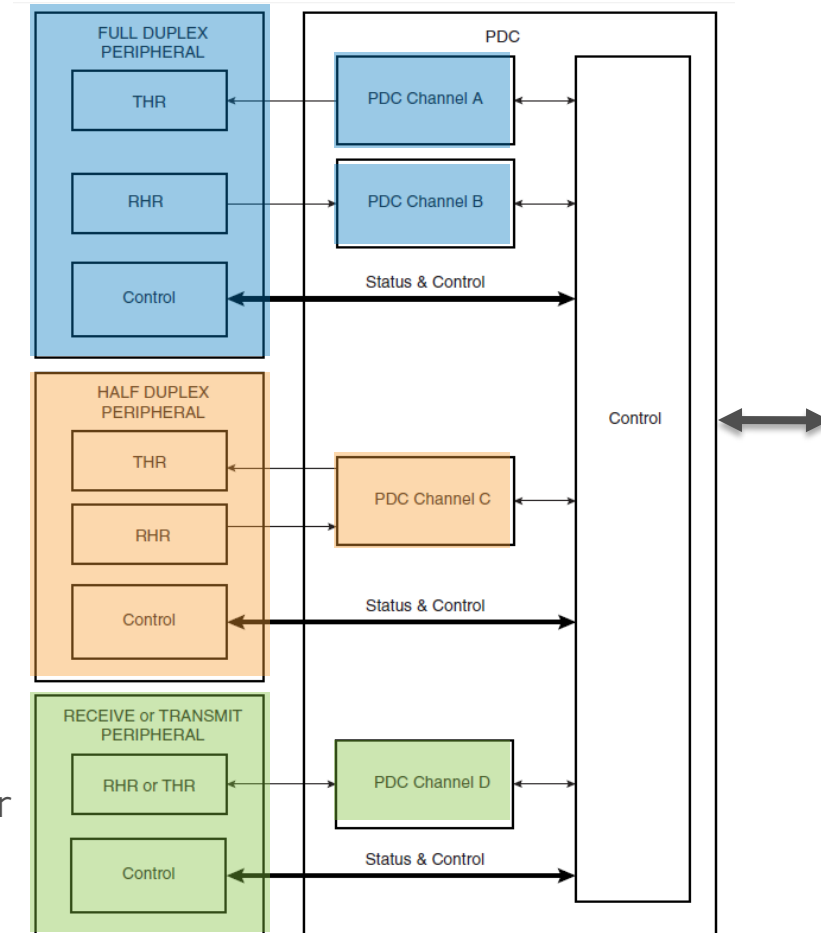 FULL DUPLEX
PERIPHERAL
THR
RHR
Control
PDC
PDC Channel A
PDC Channel B
Status & Control
HALF DUPLEX
PERIPHERAL
THR
RHR
Control
PDC Channel C
Status & Control
Control
RECEIVE or TRANSMIT
PERIPHERAL
RHR or THR
Control
PDC Channel D
Status & Control
r